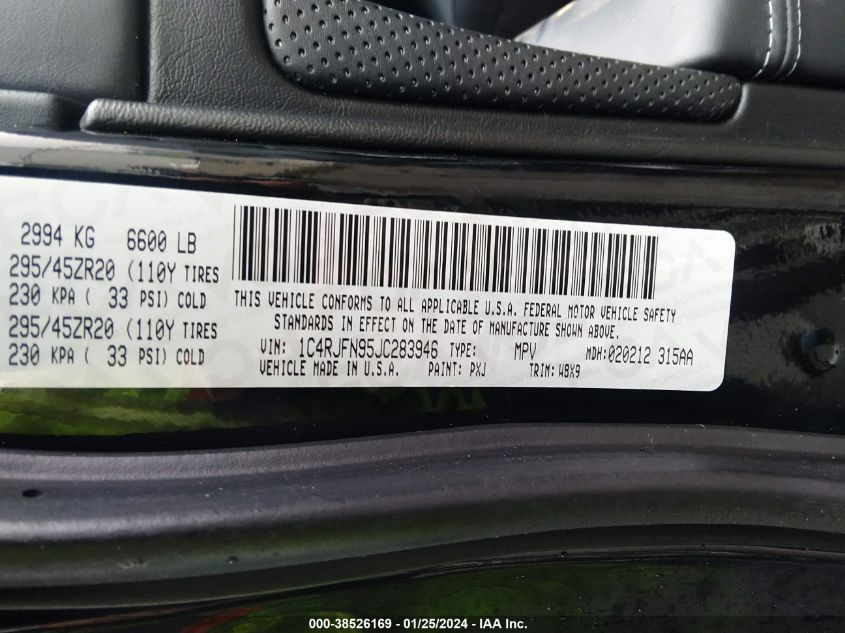 2994 KG 6600 LB
295/45ZR20 (110Y TIRES
230 KPA ( 33 PSI) COLD
295/45ZR20 (110Y TIRES
230 KPA ( 33 PSI) COLD
THIS VEHICLE CONFORMS TO ALL APPLICABLE U.S.A. FEDERAL MOTOR VEHICLE SAFETY
STANDARDS IN EFFECT ON THE DATE OF MANUFACTURE SHOWN ABOVE.
VIN: 1C4RJFN95JC283946 TYPE: MPV MDH:020212 315AA
VEHICLE MADE IN U.S.A. PAINT: PXJ TRIM: W8X9
000-38526169 — 01/25/2024 — IAA Inc.